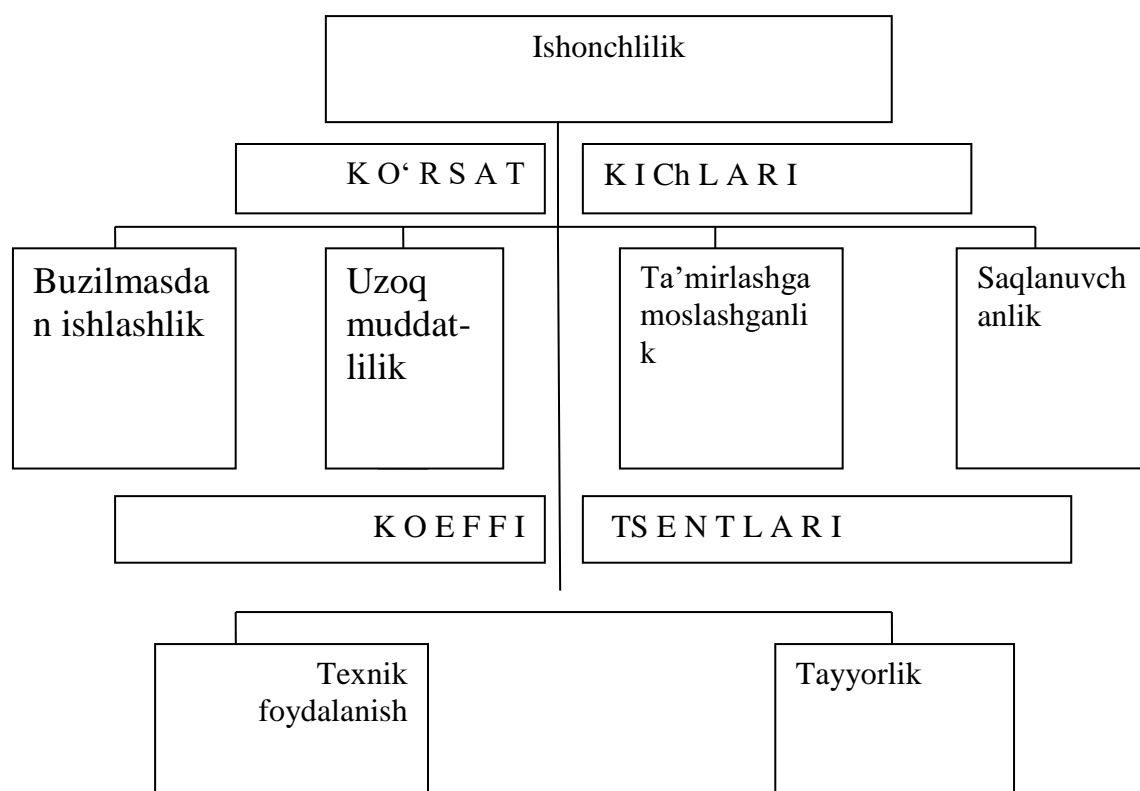 Ishonchlilik
K O‘ R S A T
K I Ch L A R I
Buzilmasda
n ishlashlik
Uzoq
muddat-
lilik
Ta’mirlashga
moslashganli
k
Saqlanuvch
anlik
K O E F F I
TS E N T L A R I
Texnik
foydalanish
Tayyorlik